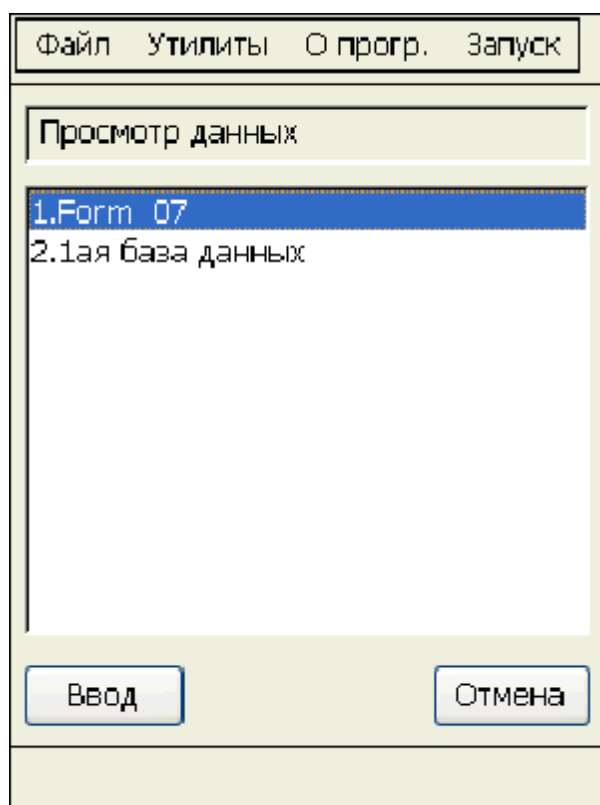 Файл Утилиты О прогр. Запуск
Просмотр данных
1.Form 07
2.1ая база данных
Ввод Отмена